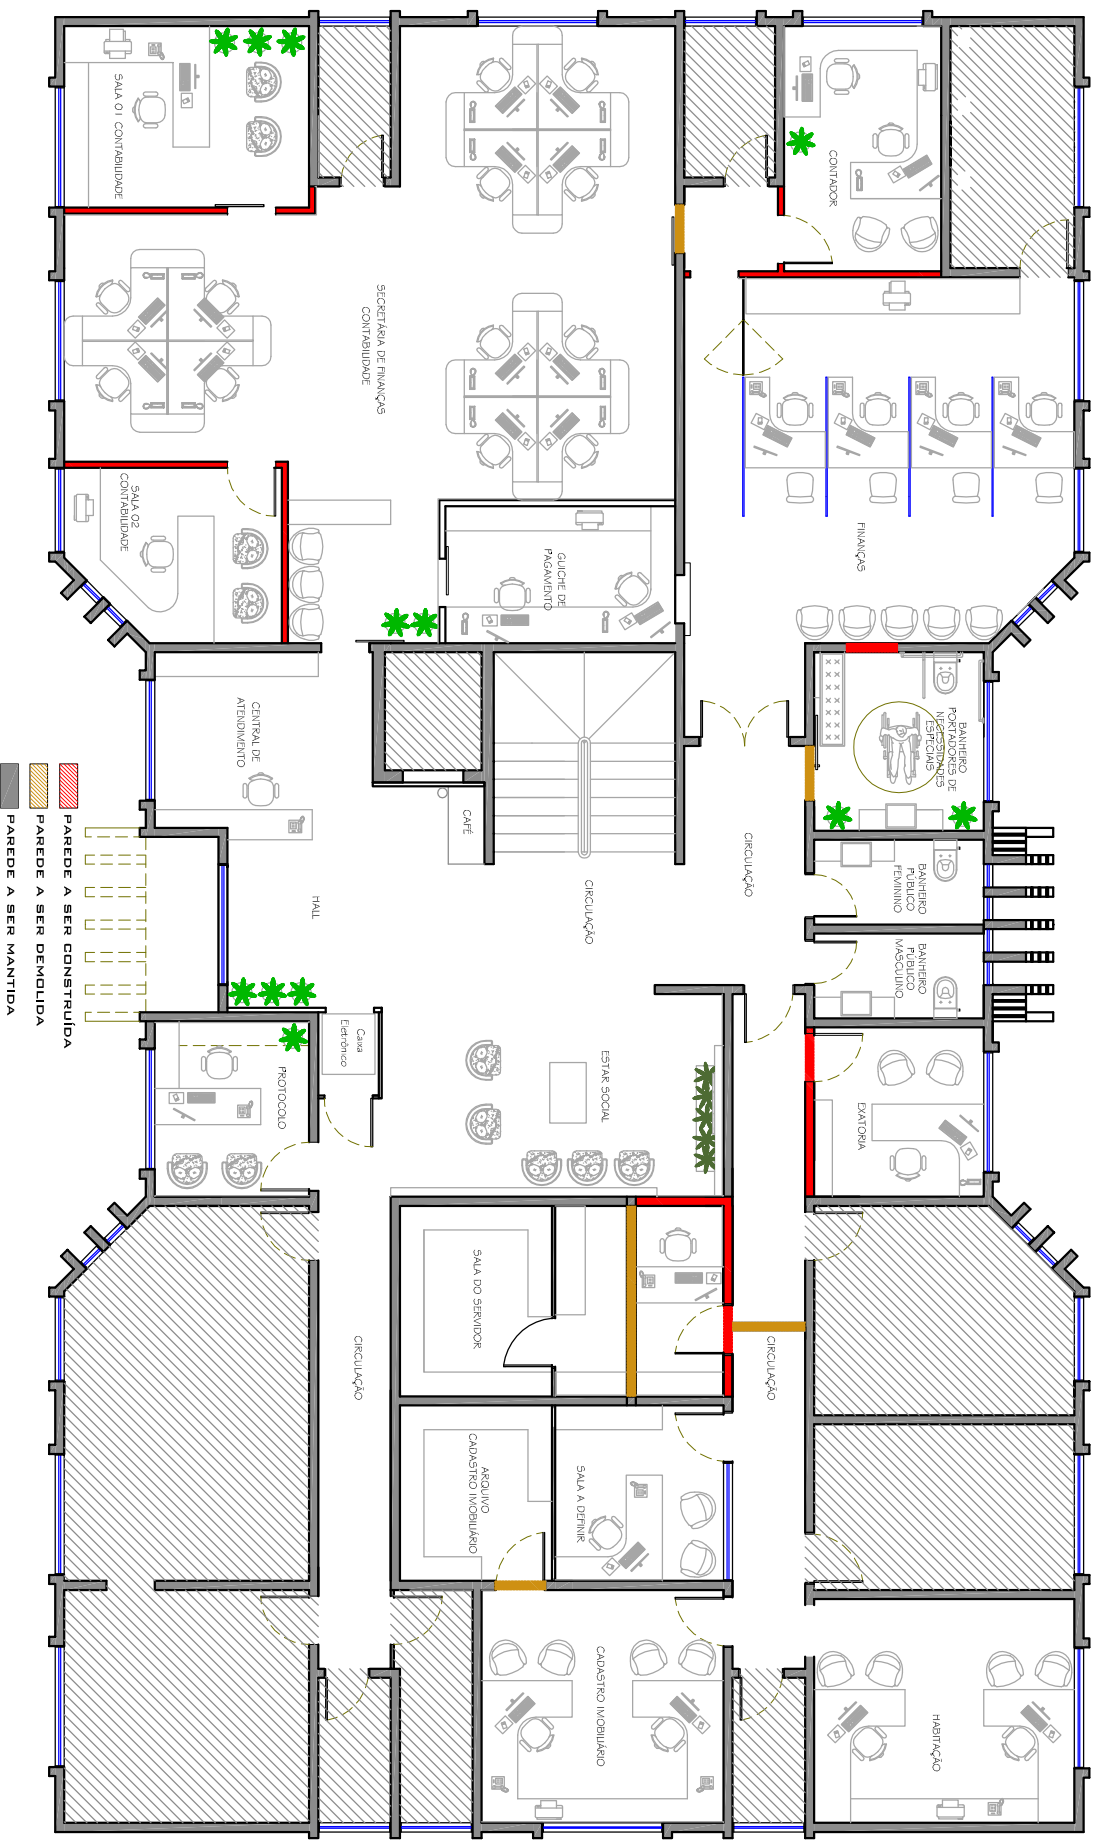 SALA 01 CONTABILIDADE
CONTADOR
SECRETÁRIA DE FINANÇAS
CONTABILIDADE
SALA 02
CONTABILIDADE
GUICHE DE
PAGAMENTO
FINANÇAS
CENTRAL DE
ATENDIMENTO
BANHEIRO
PORTADORES DE
NECESSIDADES
ESPECIAIS
CAFÉ
HALL
CIRCULAÇÃO
CIRCULAÇÃO
BANHEIRO
PÚBLICO
FEMININO
BANHEIRO
PÚBLICO
MASCULINO
Caixa
Eletrônico
PROTOCOLO
ESTAR SOCIAL
EXATORIA
SALA DO SERVIDOR
CIRCULAÇÃO
CIRCULAÇÃO
ARQUIVO
CADASTRO IMOBILIÁRIO
SALA A DEFINIR
CADASTRO IMOBILIÁRIO
HABITAÇÃO
PAREDE A SER CONSTRUÍDA
PAREDE A SER DEMOLIDA
PAREDE A SER MANTIDA